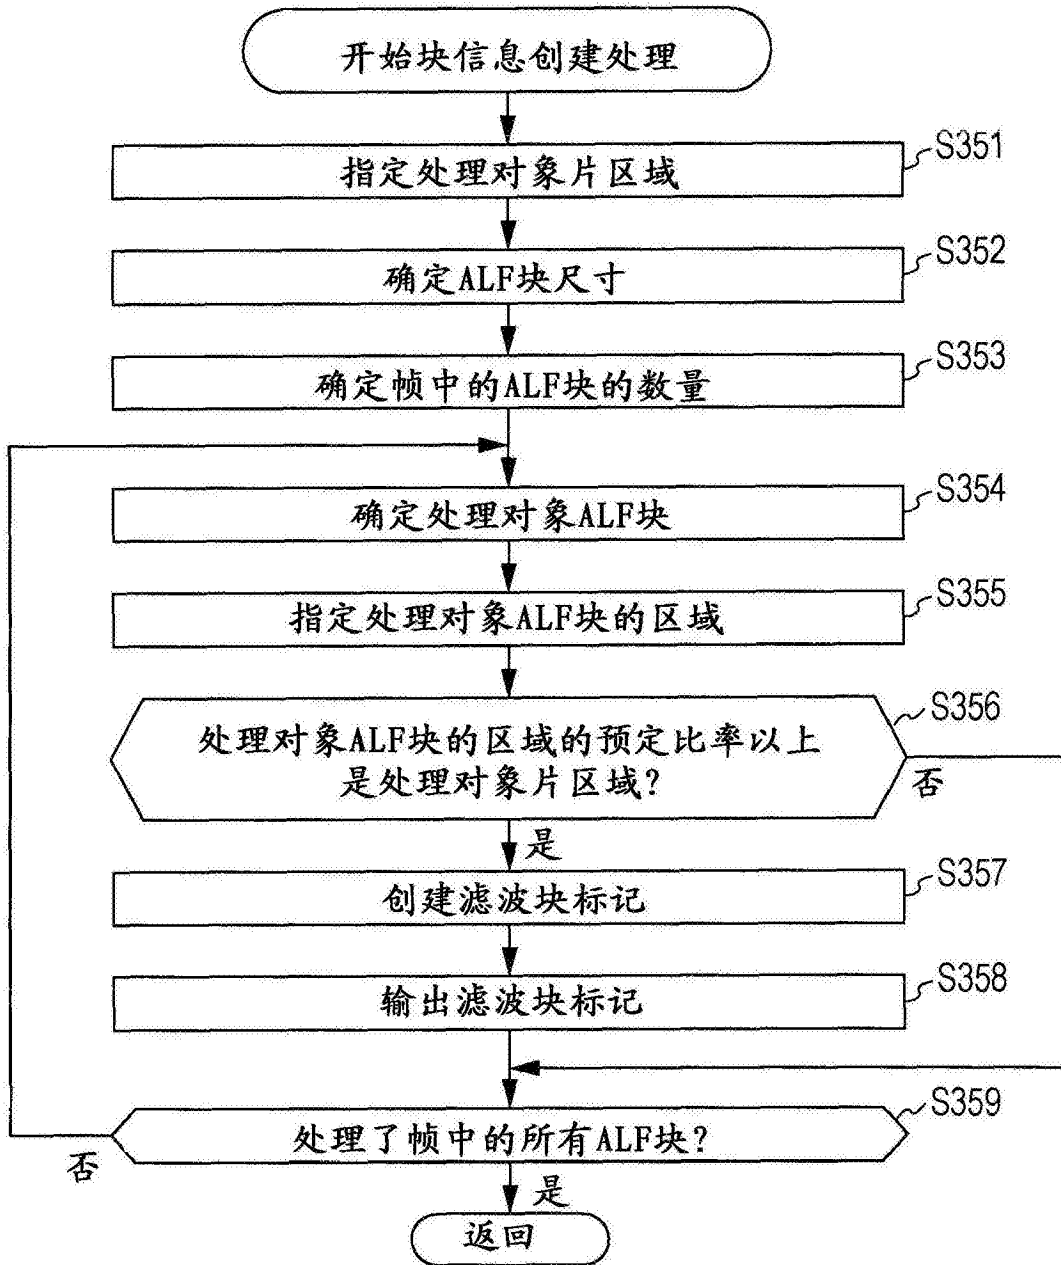 开始块信息创建处理
S351
指定处理对象片区域
S352
确定ALF块尺寸
S353
确定帧中的ALF块的数量
S354
确定处理对象ALF块
S355
指定处理对象ALF块的区域
S356
处理对象ALF块的区域的预定比率以上
是处理对象片区域?
否
是
S357
创建滤波块标记
S358
输出滤波块标记
S359
处理了帧中的所有ALF块?
否
是
返回